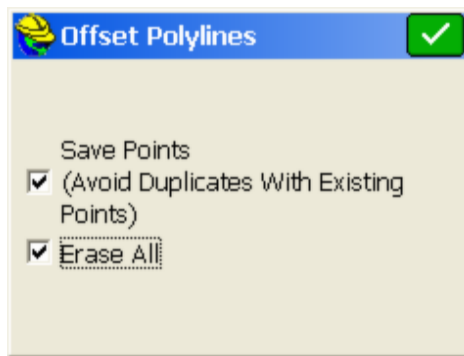 Offset Polylines
Save Points
(Avoid Duplicates With Existing
Points)
Erase All